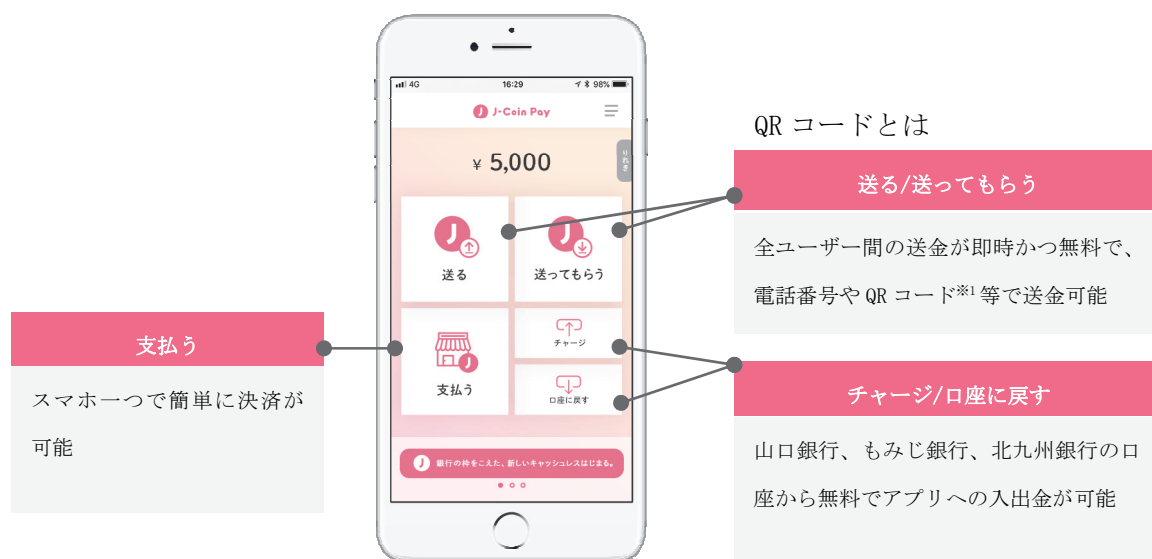 4G 16:29 98%
J-Coin Pay
¥ 5,000
りれき
送る
送ってもらう
支払う
チャージ
口座に戻す
銀行の枠をこえた、新しいキャッシュレスはじまる。
支払う
スマホ一つで簡単に決済が
可能
QR コードとは
送る/送ってもらう
全ユーザー間の送金が即時かつ無料で、
電話番号や QR コード※1 等で送金可能
チャージ/口座に戻す
山口銀行、もみじ銀行、北九州銀行の口
座から無料でアプリへの入出金が可能